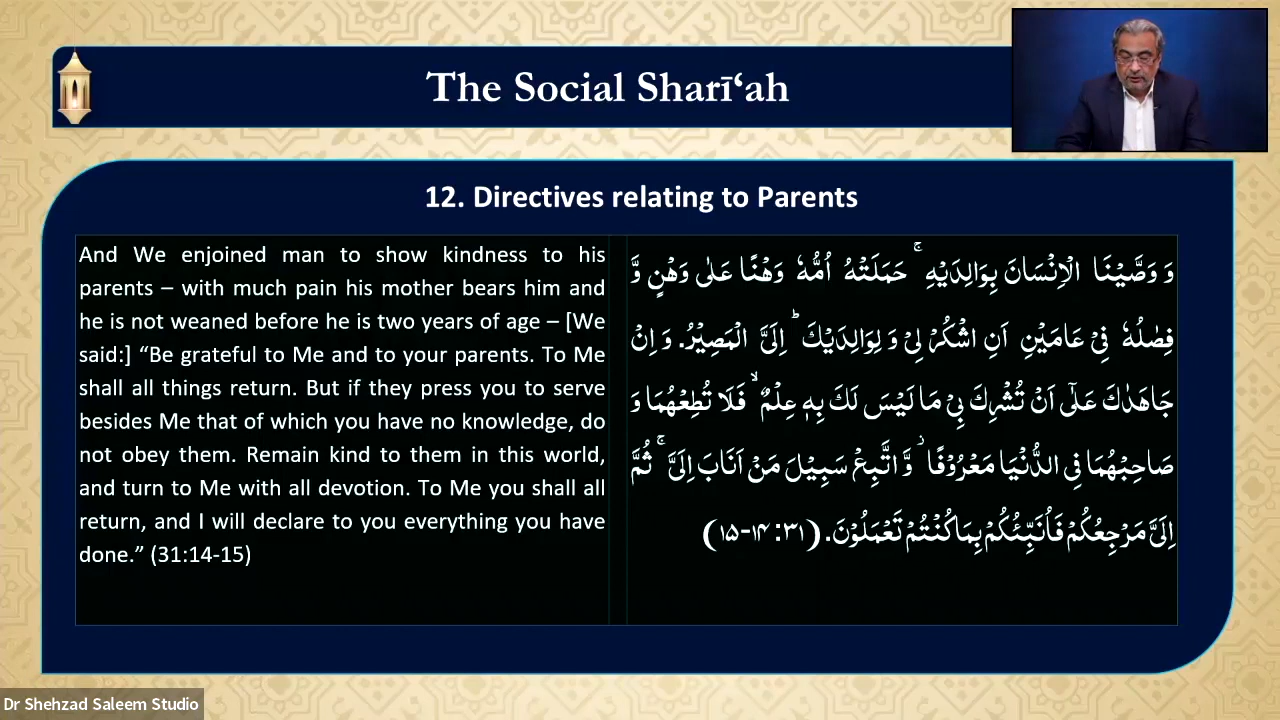 The Social Sharī‘ah
12. Directives relating to Parents
And We enjoined man to show kindness to his
parents – with much pain his mother bears him and
he is not weaned before he is two years of age – [We
said:] “Be grateful to Me and to your parents. To Me
shall all things return. But if they press you to serve
besides Me that of which you have no knowledge, do
not obey them. Remain kind to them in this world,
and turn to Me with all devotion. To Me you shall all
return, and I will declare to you everything you have
done.” (31:14-15)
وَ وَصَّيْنَا الْاِنْسَانَ بِوَالِدَيْهِ ۚ حَمَلَتْهُ اُمُّهٗ وَهْنًا عَلٰى وَهْنٍ وَّ
فِصٰلُهٗ فِيْ عَامَيْنِ اَنِ اشْكُرْ لِيْ وَ لِوَالِدَيْكَ ؕ اِلَيَّ الْمَصِيْرُ. وَ اِنْ
جَاهَدٰكَ عَلٰٓى اَنْ تُشْرِكَ بِيْ مَا لَيْسَ لَكَ بِهٖ عِلْمٌ ۙ فَلَا تُطِعْهُمَا وَ
صَاحِبْهُمَا فِي الدُّنْيَا مَعْرُوْفًا ۫ وَّ اتَّبِعْ سَبِيْلَ مَنْ اَنَابَ اِلَيَّ ۚ ثُمَّ
اِلَيَّ مَرْجِعُكُمْ فَاُنَبِّئُكُمْ بِمَا كُنْتُمْ تَعْمَلُوْنَ. (۳۱: ۱۴-۱۵)
Dr Shehzad Saleem Studio